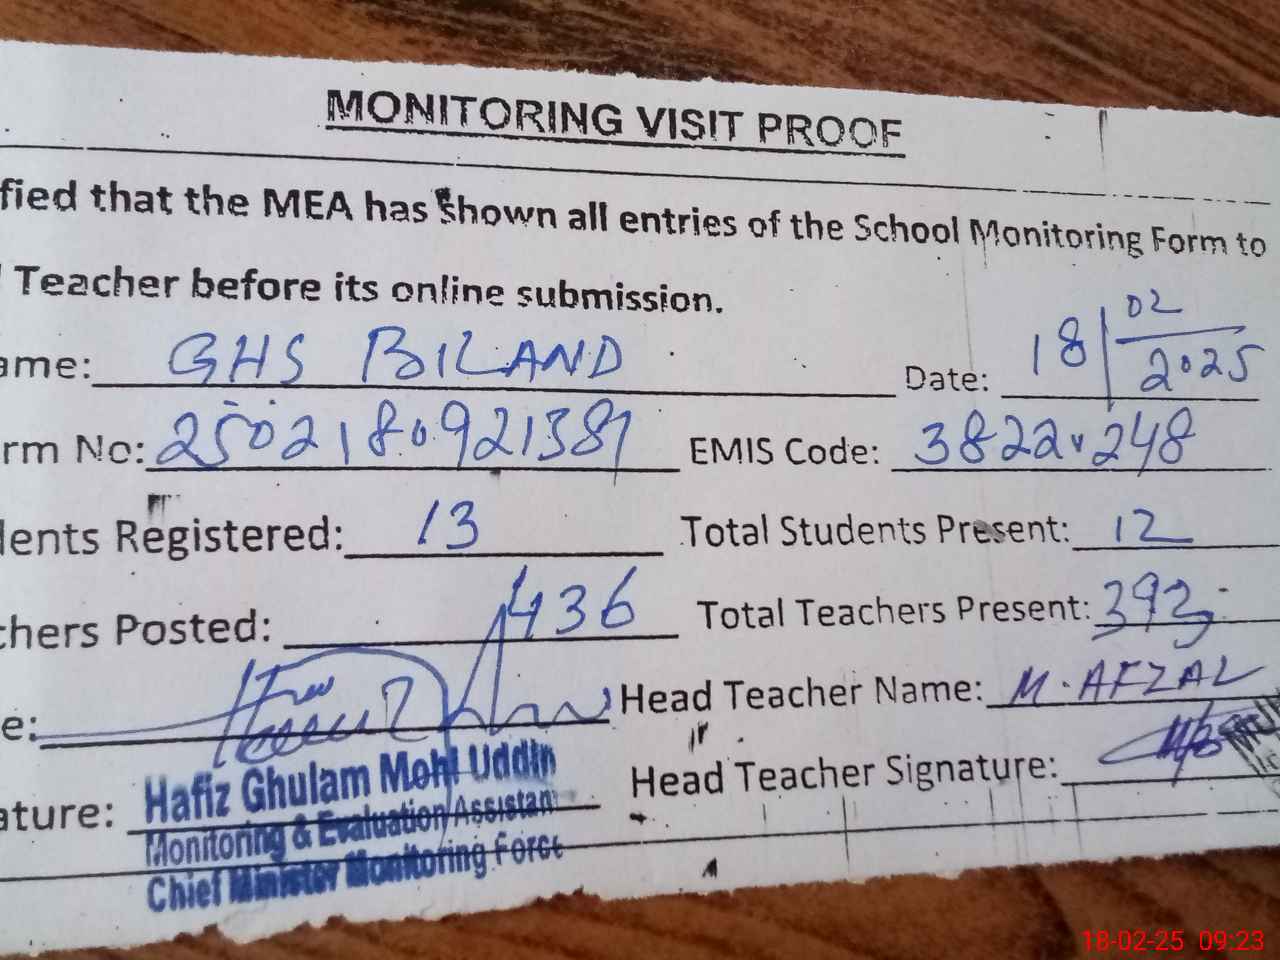 MONITORING VISIT PROOF
fied that the MEA has shown all entries of the School Monitoring Form to
Teacher before its online submission.
ame: GHS BILAND Date: 18/02/2025
rm No: 250218092138 EMIS Code: 38220248
dents Registered: 13 Total Students Present: 12
chers Posted: 436 Total Teachers Present: 393
e: Head Teacher Name: M. AFZAL
ature: Head Teacher Signature:
Hafiz Ghulam Mohi Uddin
Monitoring & Evaluation Assistant
Chief Minister Monitoring Force
18-02-25 09:23